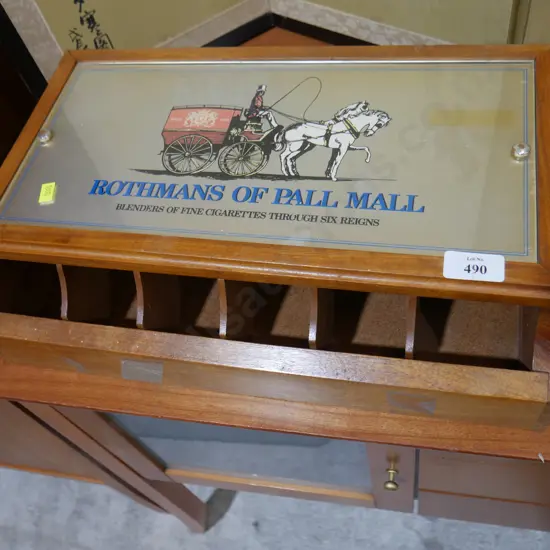 ROTHMANS OF PALL MALL
BLENDERS OF FINE CIGARETTES THROUGH SIX REIGNS
Lot No.
490